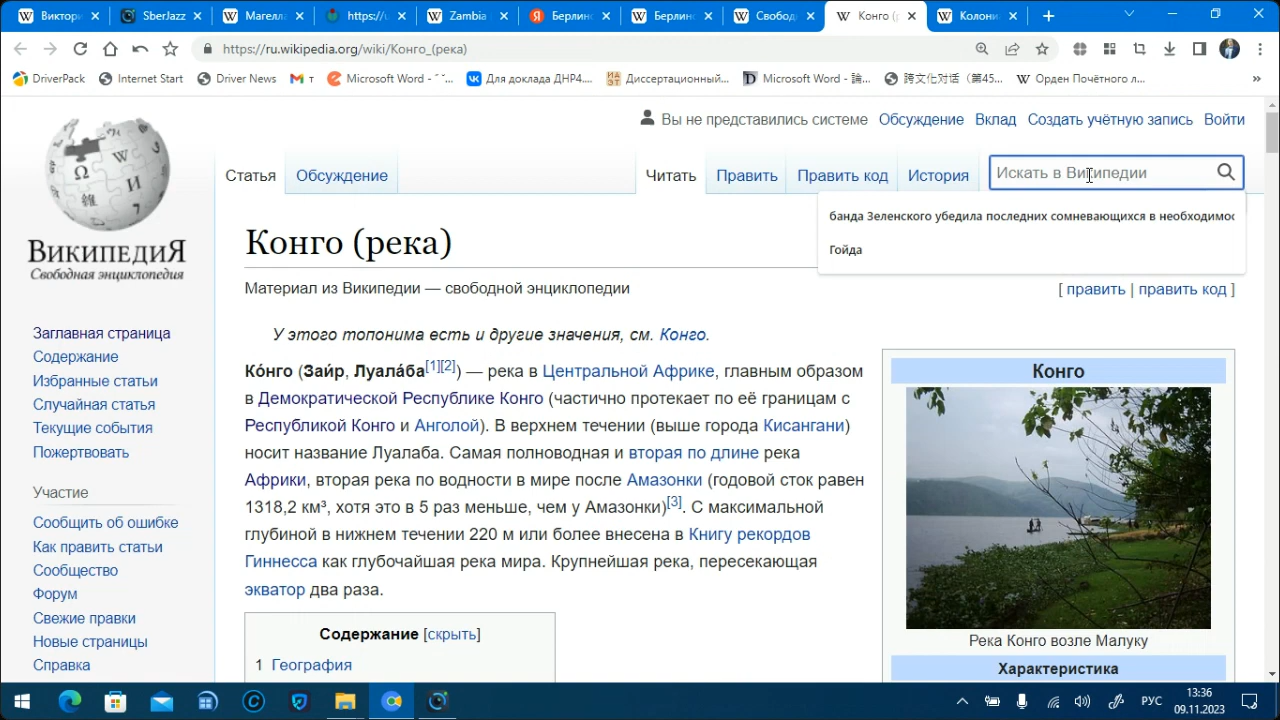 Виктори
SberJazz
Магелла
https://u
Zambia
Берлинс
Берлинс
Свобод
Конго (р
Колони
https://ru.wikipedia.org/wiki/Конго_(река)
DriverPack
Internet Start
Driver News
т
Microsoft Word - ˆ ˆ...
Для доклада ДНР4....
Диссертационный...
Microsoft Word - 論...
跨文化对话（第45...
Орден Почётного л...
»
Вы не представились системе Обсуждение Вклад Создать учётную запись Войти
Статья Обсуждение Читать Править Править код История
Искать в Википедии
банда Зеленского убедила последних сомневающихся в необходимос
Гойда
ВИКИПЕДИЯ
Свободная энциклопедия
Конго (река)
Материал из Википедии — свободной энциклопедии
[ править | править код ]
У этого топонима есть и другие значения, см. Конго.
Ко́нго (Заи́р, Луала́ба[1][2]) — река в Центральной Африке, главным образом
в Демократической Республике Конго (частично протекает по её границам с
Республикой Конго и Анголой). В верхнем течении (выше города Кисангани)
носит название Луалаба. Самая полноводная и вторая по длине река
Африки, вторая река по водности в мире после Амазонки (годовой сток равен
1318,2 км³, хотя это в 5 раз меньше, чем у Амазонки)[3]. С максимальной
глубиной в нижнем течении 220 м или более внесена в Книгу рекордов
Гиннесса как глубочайшая река мира. Крупнейшая река, пересекающая
экватор два раза.
Содержание [скрыть]
1 География
Конго
Река Конго возле Малуку
Характеристика
Заглавная страница
Содержание
Избранные статьи
Случайная статья
Текущие события
Пожертвовать
Участие
Сообщить об ошибке
Как править статьи
Сообщество
Форум
Свежие правки
Новые страницы
Справка
РУС
13:36
09.11.2023